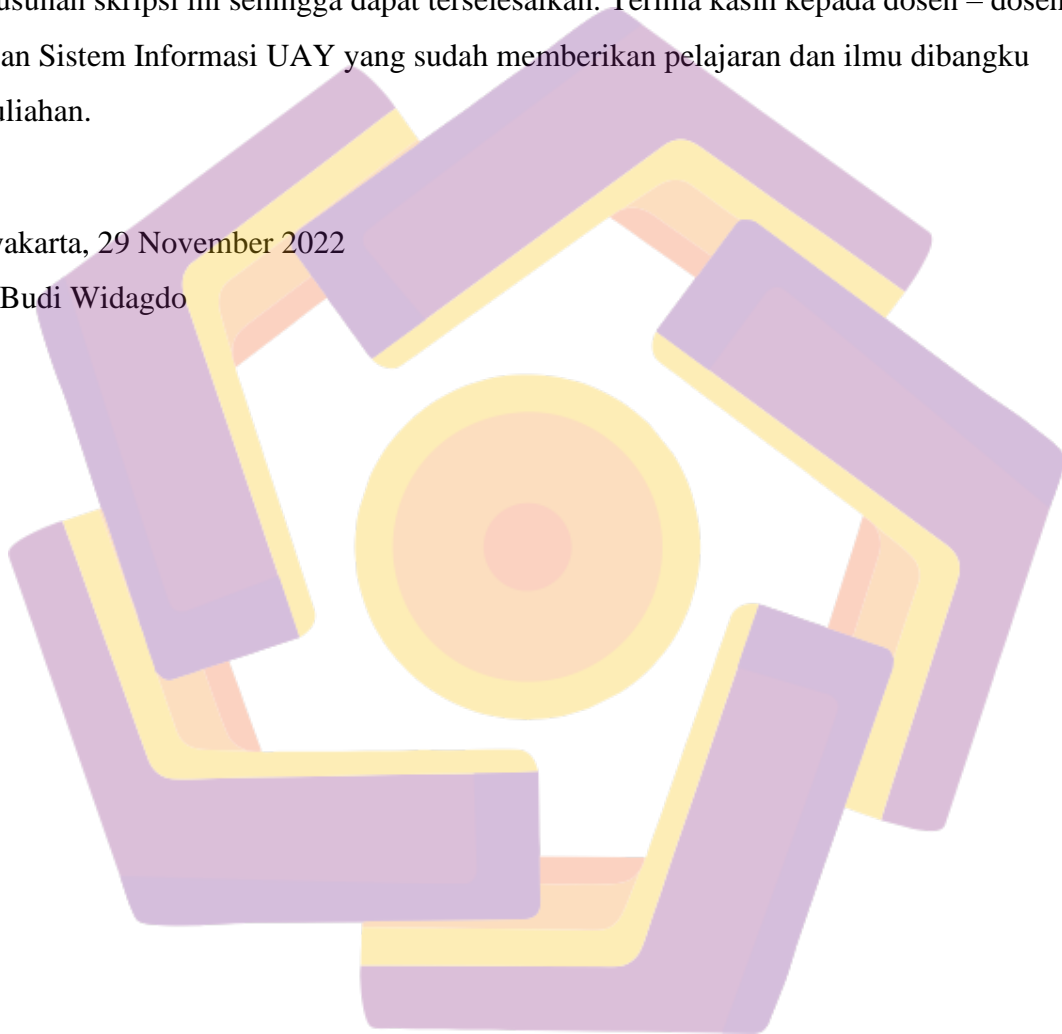 usunan skripsi ini sehingga dapat terselesaikan. Terima kasih kepada dosen – dosen
an Sistem Informasi UAY yang sudah memberikan pelajaran dan ilmu dibangku
uliahan.
yakarta, 29 November 2022
Budi Widagdo